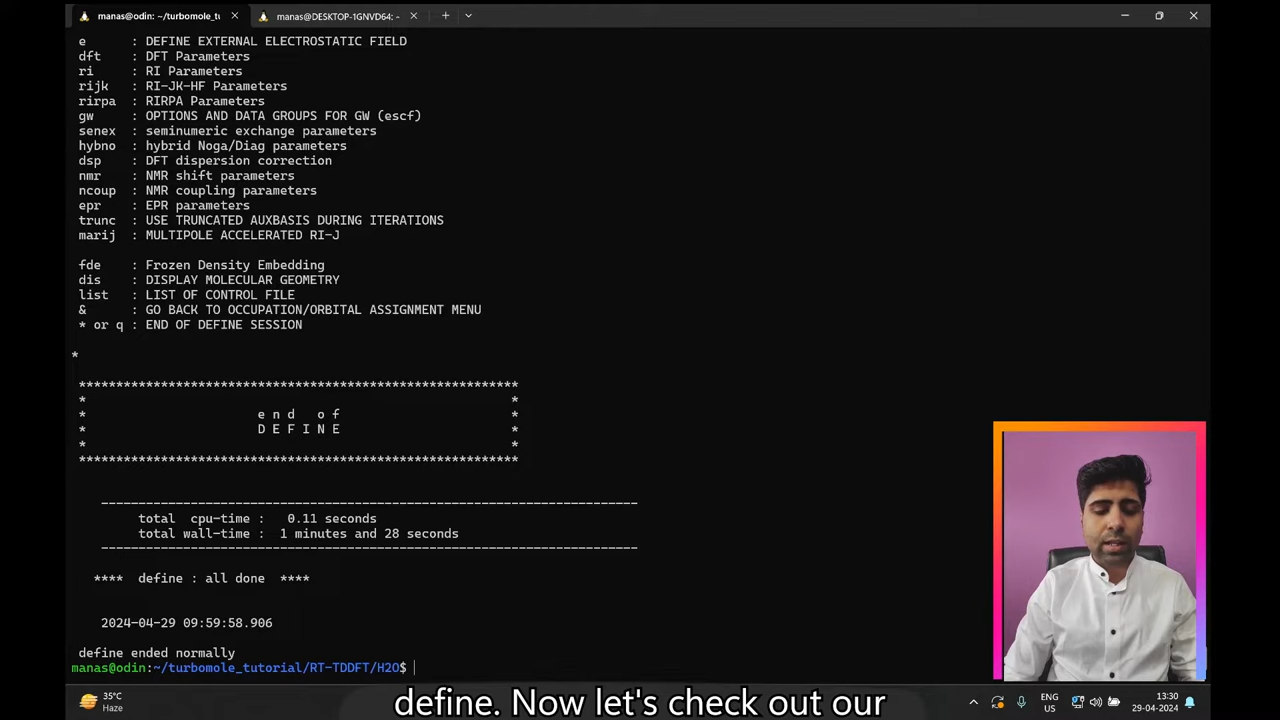 manas@odin: ~/turbomole_tu
manas@DESKTOP-1GNVD64: ~
e : DEFINE EXTERNAL ELECTROSTATIC FIELD
dft : DFT Parameters
ri : RI Parameters
rijk : RI-JK-HF Parameters
rirpa : RIRPA Parameters
gw : OPTIONS AND DATA GROUPS FOR GW (escf)
senex : seminumeric exchange parameters
hybno : hybrid Noga/Diag parameters
dsp : DFT dispersion correction
nmr : NMR shift parameters
ncoup : NMR coupling parameters
epr : EPR parameters
trunc : USE TRUNCATED AUXBASIS DURING ITERATIONS
marij : MULTIPOLE ACCELERATED RI-J
fde : Frozen Density Embedding
dis : DISPLAY MOLECULAR GEOMETRY
list : LIST OF CONTROL FILE
& : GO BACK TO OCCUPATION/ORBITAL ASSIGNMENT MENU
* or q : END OF DEFINE SESSION
*
***********************************************************
* *
* e n d o f *
* D E F I N E *
* *
***********************************************************
------------------------------------------------------------------------
total cpu-time : 0.11 seconds
total wall-time : 1 minutes and 28 seconds
------------------------------------------------------------------------
**** define : all done ****
2024-04-29 09:59:58.906
define ended normally
manas@odin:~/turbomole_tutorial/RT-TDDFT/H2O$
35°C
Haze
ENG
US
13:30
29-04-2024
define. Now let's check out our